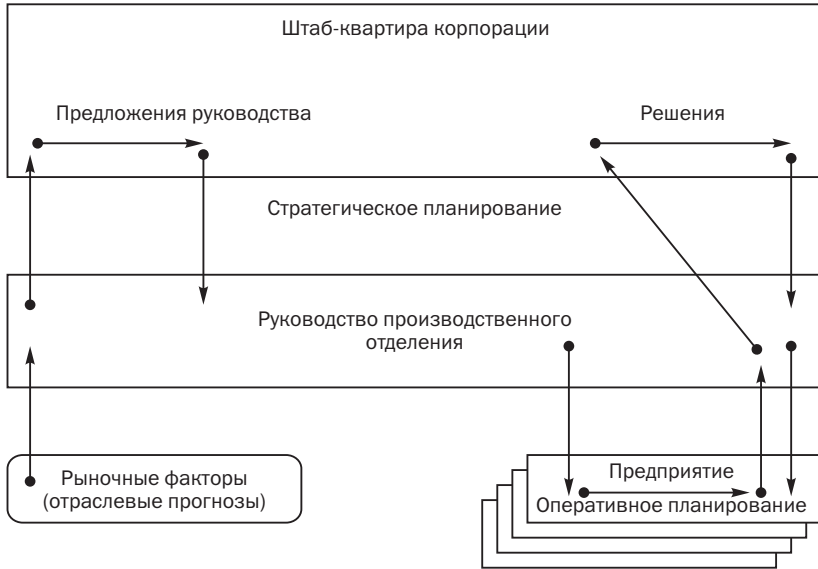 Штаб-квартира корпорации
Предложения руководства
Решения
Стратегическое планирование
Руководство производственного
отделения
Рыночные факторы
(отраслевые прогнозы)
Предприятие
Оперативное планирование